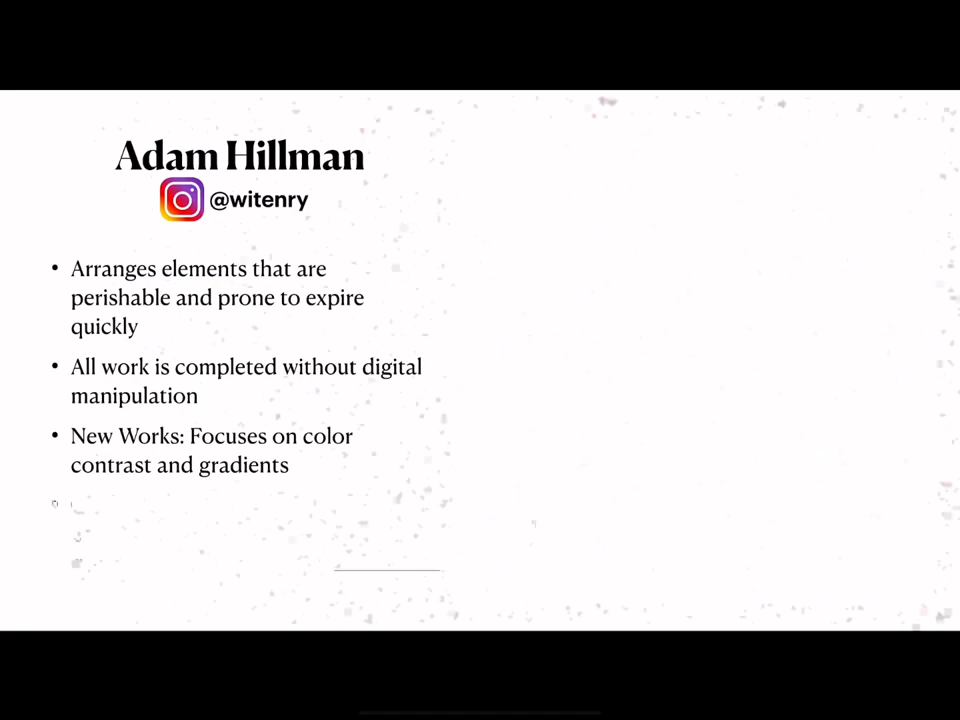 Adam Hillman
@witenry
• Arranges elements that are
perishable and prone to expire
quickly
• All work is completed without digital
manipulation
• New Works: Focuses on color
contrast and gradients